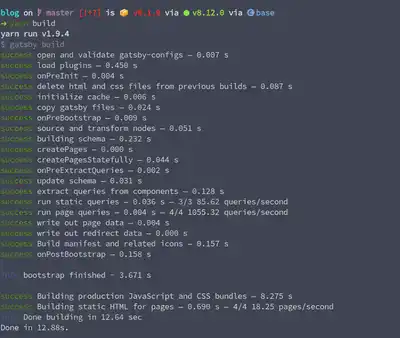 blog on master [!?] is v0.1.0 via v8.12.0 via base
➜ yarn build
yarn run v1.9.4
$ gatsby build
success open and validate gatsby-configs — 0.007 s
success load plugins — 0.450 s
success onPreInit — 0.004 s
success delete html and css files from previous builds — 0.087 s
success initialize cache — 0.006 s
success copy gatsby files — 0.024 s
success onPreBootstrap — 0.009 s
success source and transform nodes — 0.051 s
success building schema — 0.232 s
success createPages — 0.000 s
success createPagesStatefully — 0.044 s
success onPreExtractQueries — 0.002 s
success update schema — 0.031 s
success extract queries from components — 0.128 s
success run static queries — 0.036 s — 3/3 85.62 queries/second
success run page queries — 0.004 s — 4/4 1055.32 queries/second
success write out page data — 0.004 s
success write out redirect data — 0.000 s
success Build manifest and related icons — 0.157 s
success onPostBootstrap — 0.158 s
info bootstrap finished - 3.671 s
success Building production JavaScript and CSS bundles — 8.275 s
success Building static HTML for pages — 0.690 s — 4/4 18.25 pages/second
Done building in 12.64 sec
Done in 12.88s.